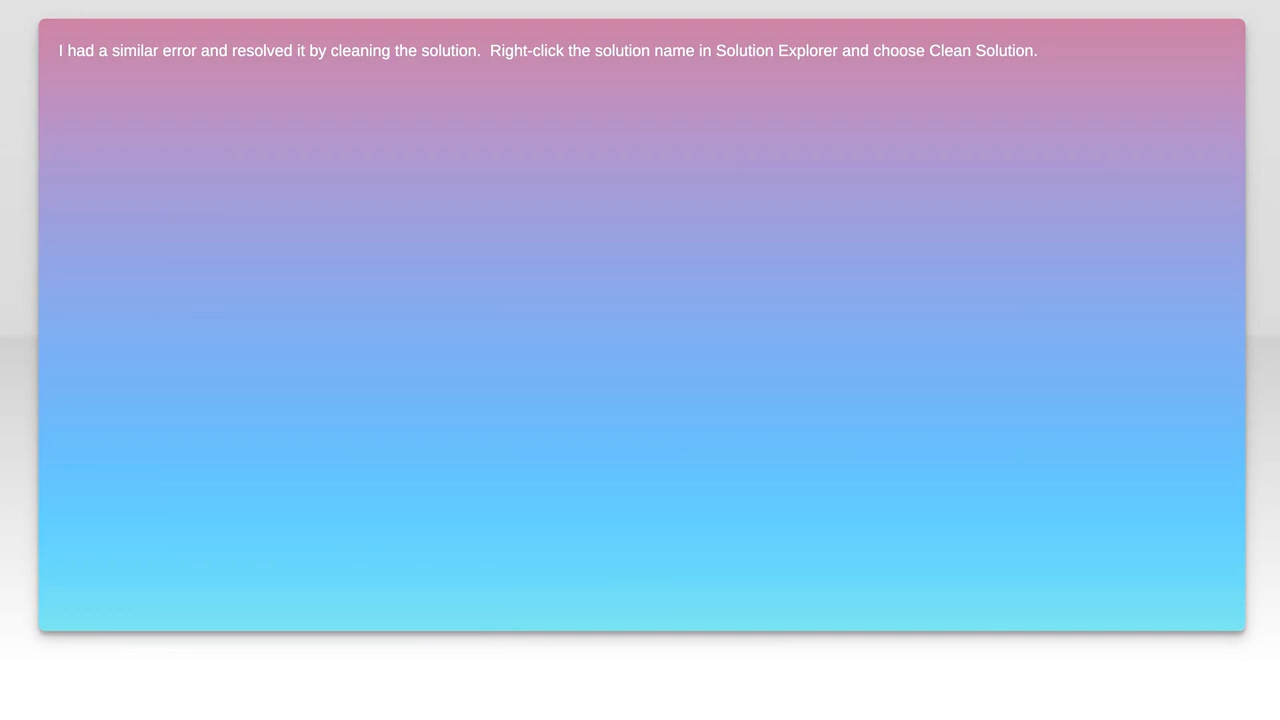 I had a similar error and resolved it by cleaning the solution.  Right-click the solution name in Solution Explorer and choose Clean Solution.